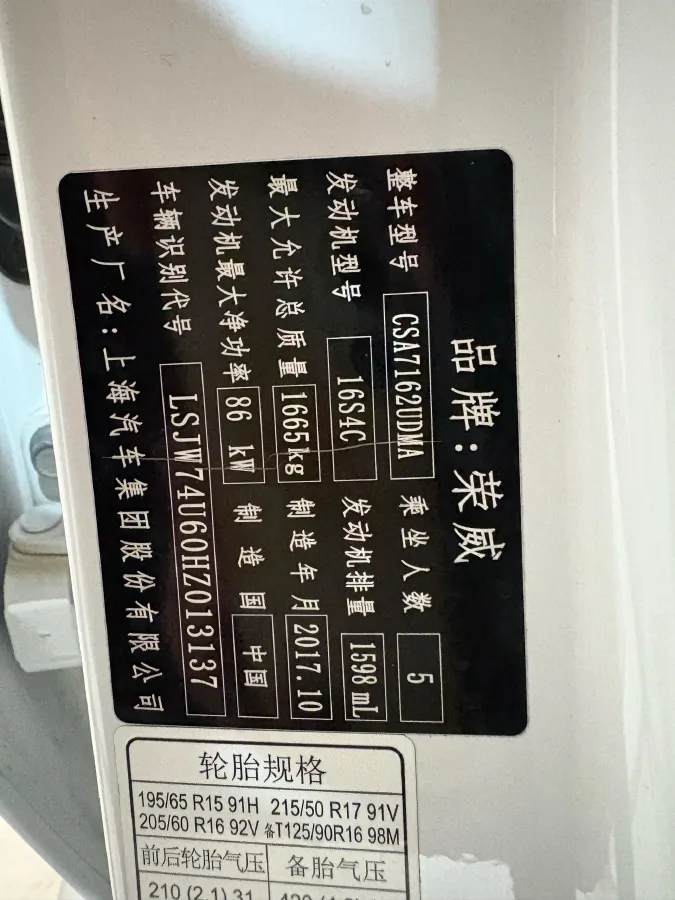 品牌:荣威
整车型号 CSA7162UDMA 乘坐人数 5
发动机型号 16S4C 发动机排量 1598mL
最大允许总质量 1665kg 制造年月 2017.10
发动机最大净功率 86 kW 制造国 中国
车辆识别代号 LSJW74U60HZ013137
生产厂名:上海汽车集团股份有限公司
轮胎规格
195/65 R15 91H 215/50 R17 91V
205/60 R16 92V 备T125/90R16 98M
前后轮胎气压 备胎气压
210 (2.1) 31